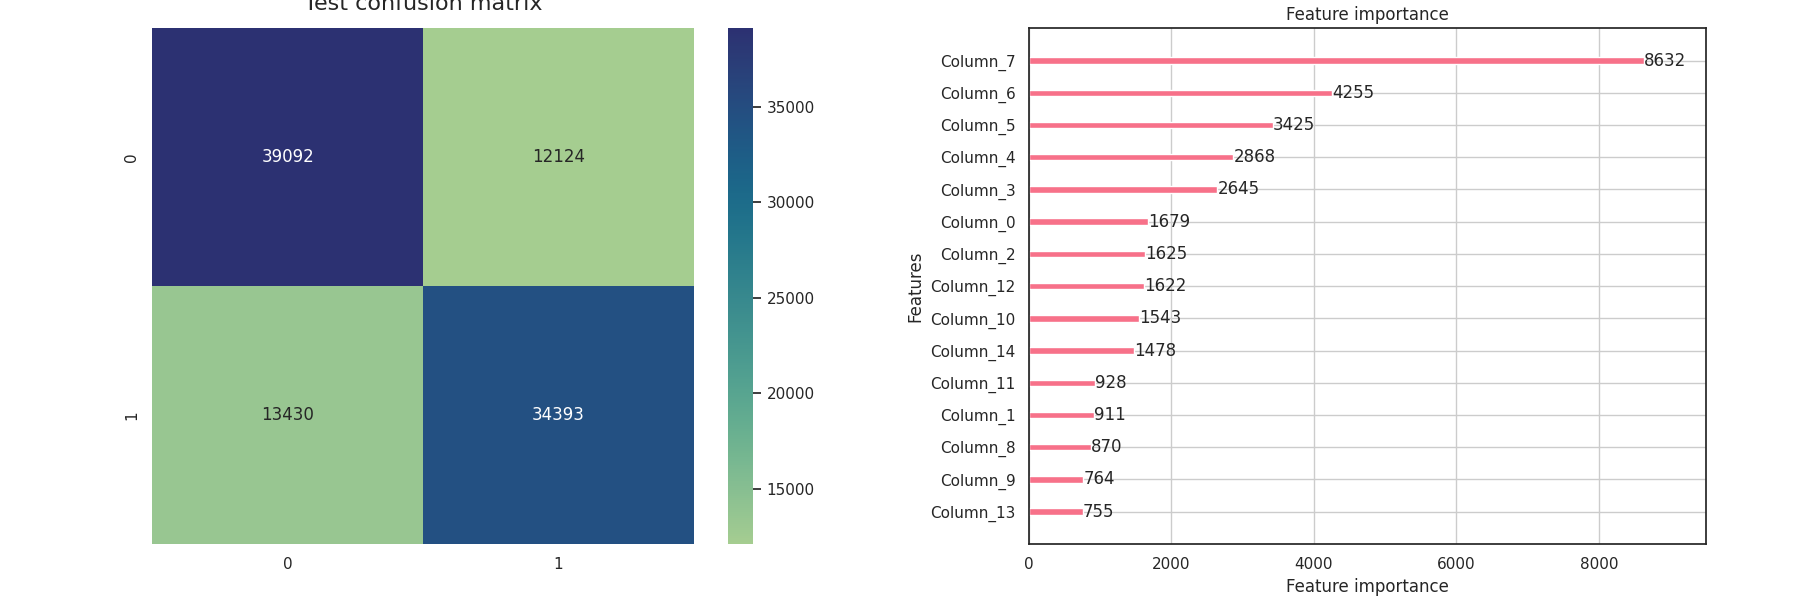 Test confusion matrix
39092
12124
13430
34393
0
1
0
1
35000
30000
25000
20000
15000
Feature importance
Features
Column_7
8632
Column_6
4255
Column_5
3425
Column_4
2868
Column_3
2645
Column_0
1679
Column_2
1625
Column_12
1622
Column_10
1543
Column_14
1478
Column_11
928
Column_1
911
Column_8
870
Column_9
764
Column_13
755
0
2000
4000
6000
8000
Feature importance